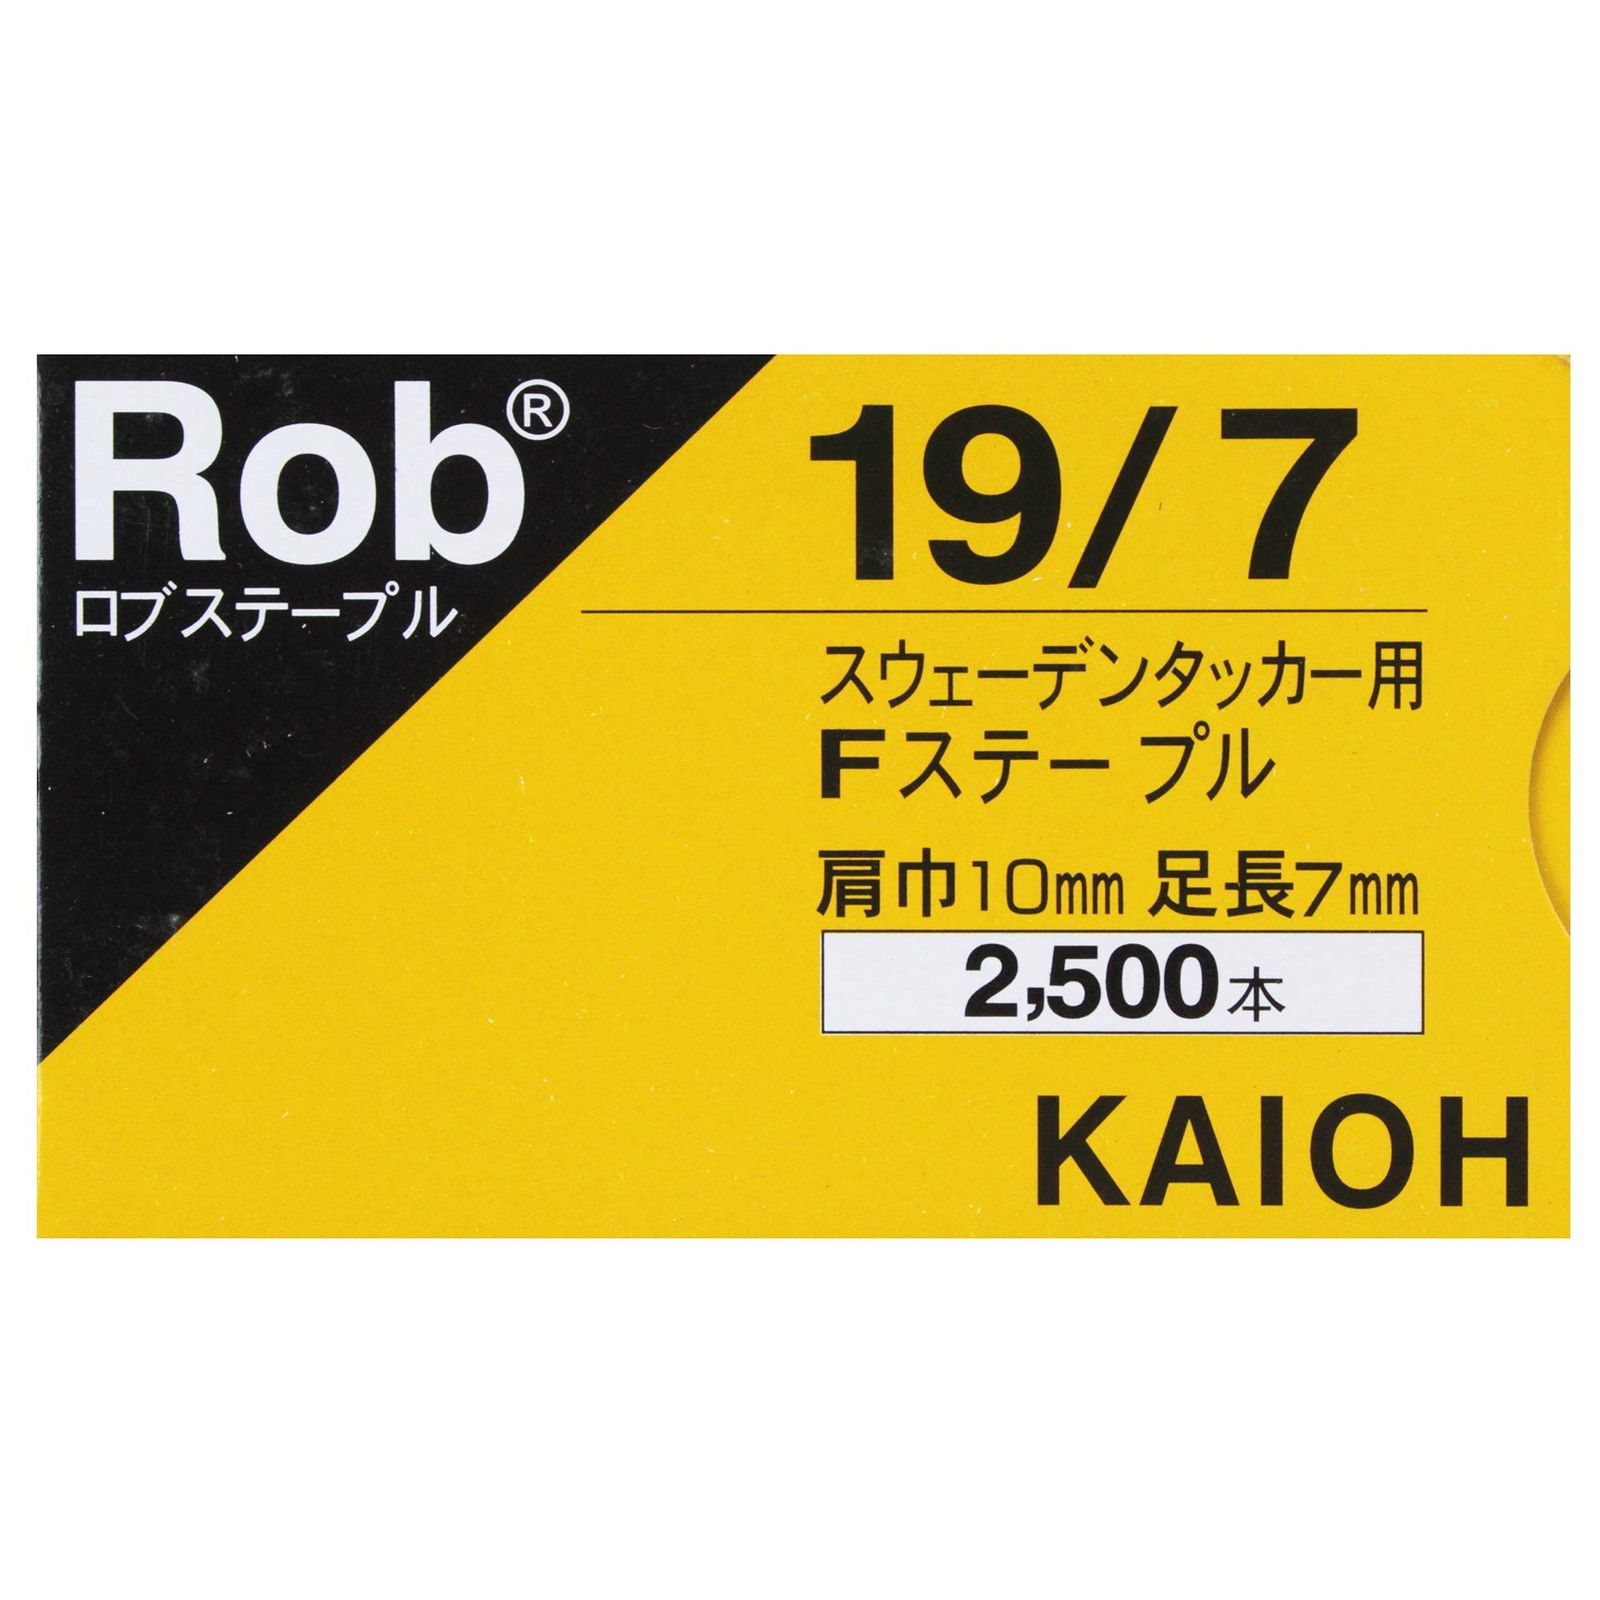 Rob®
ロブステープル
19/7
スウェーデンタッカー用
Fステープル
肩巾10mm 足長7mm
2,500本
KAIOH